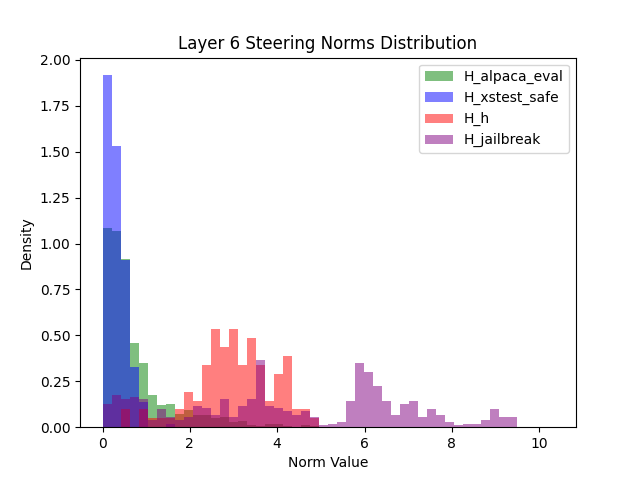 Layer 6 Steering Norms Distribution
H_alpaca_eval
H_xstest_safe
H_h
H_jailbreak
Density
2.00
1.75
1.50
1.25
1.00
0.75
0.50
0.25
0.00
0 2 4 6 8 10
Norm Value